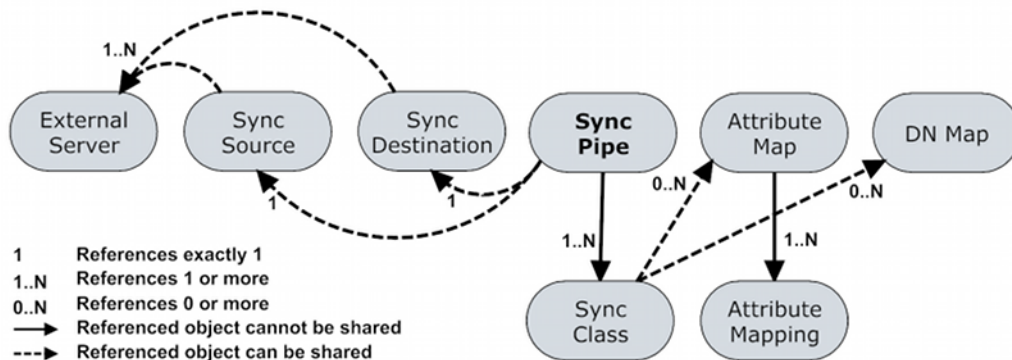 1..N
External
Server
Sync
Source
Sync
Destination
Sync
Pipe
Attribute
Map
DN Map
1
1
0..N
0..N
1..N
1..N
Sync
Class
Attribute
Mapping
1 References exactly 1
1..N References 1 or more
0..N References 0 or more
Referenced object cannot be shared
Referenced object can be shared